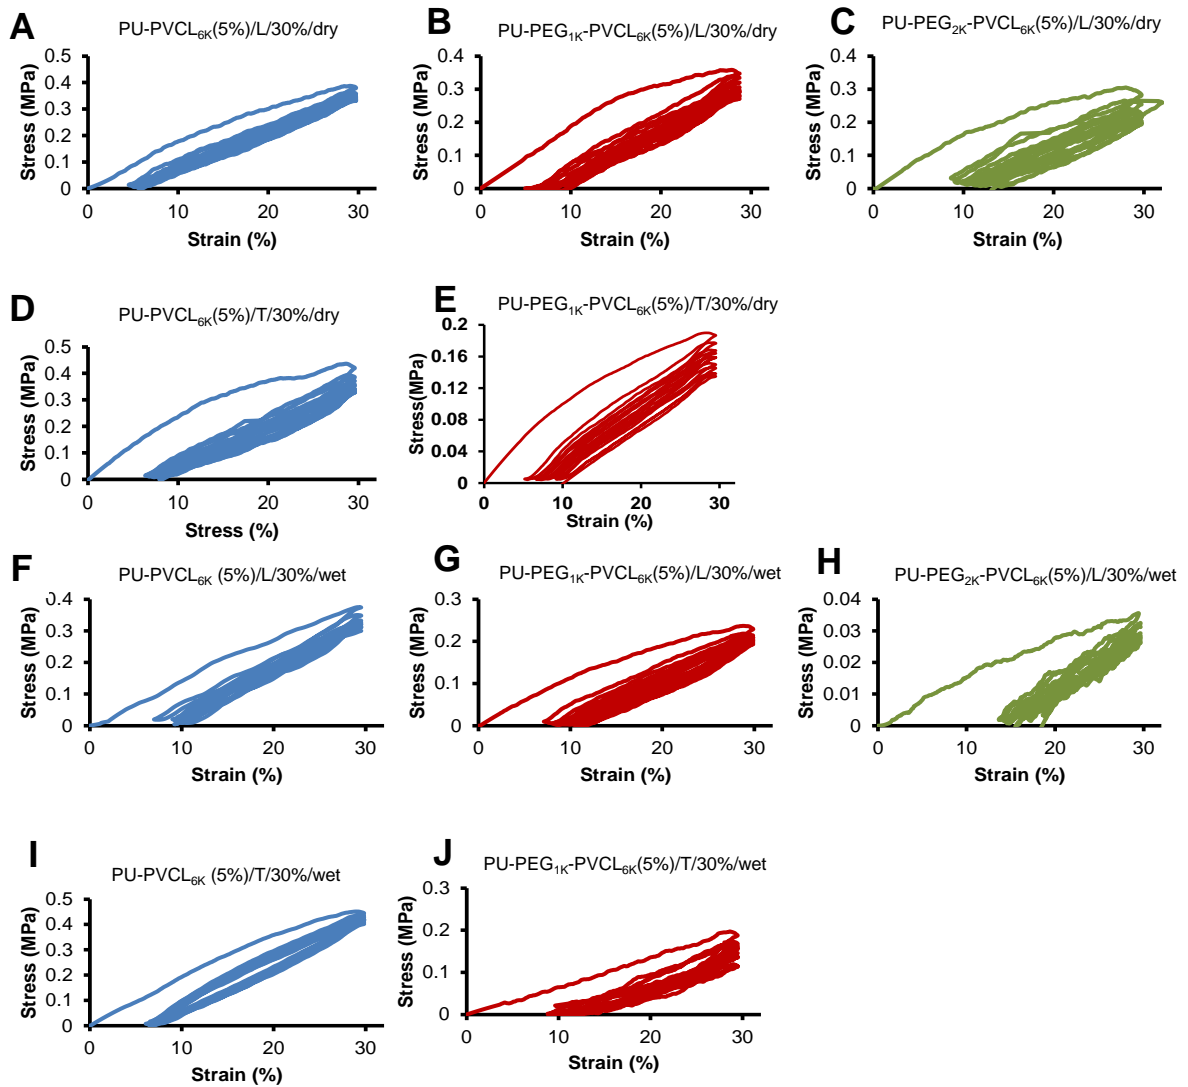 A
PU-PVCL6K(5%)/L/30%/dry
Stress (MPa)
0.5
0.4
0.3
0.2
0.1
0
0 10 20 30
Strain (%)
B
PU-PEG1K-PVCL6K(5%)/L/30%/dry
Stress (MPa)
0.4
0.3
0.2
0.1
0
0 10 20 30
Strain (%)
C
PU-PEG2K-PVCL6K(5%)/L/30%/dry
Stress (MPa)
0.4
0.3
0.2
0.1
0
0 10 20 30
Strain (%)
D
PU-PVCL6K(5%)/T/30%/dry
Stress (MPa)
0.5
0.4
0.3
0.2
0.1
0
0 10 20 30
Stress (%)
E
PU-PEG1K-PVCL6K(5%)/T/30%/dry
Stress(MPa)
0.2
0.16
0.12
0.08
0.04
0
0 10 20 30
Strain (%)
F
PU-PVCL6K (5%)/L/30%/wet
Stress (MPa)
0.4
0.3
0.2
0.1
0
0 10 20 30
Strain (%)
G
PU-PEG1K-PVCL6K(5%)/L/30%/wet
Stress (MPa)
0.3
0.2
0.1
0
0 10 20 30
Strain (%)
H
PU-PEG2K-PVCL6K(5%)/L/30%/wet
Stress (MPa)
0.04
0.03
0.02
0.01
0
0 10 20 30
Strain (%)
I
PU-PVCL6K (5%)/T/30%/wet
Stress (MPa)
0.5
0.4
0.3
0.2
0.1
0
0 10 20 30
Strain (%)
J
PU-PEG1K-PVCL6K(5%)/T/30%/wet
Stress (MPa)
0.3
0.2
0.1
0
0 10 20 30
Strain (%)